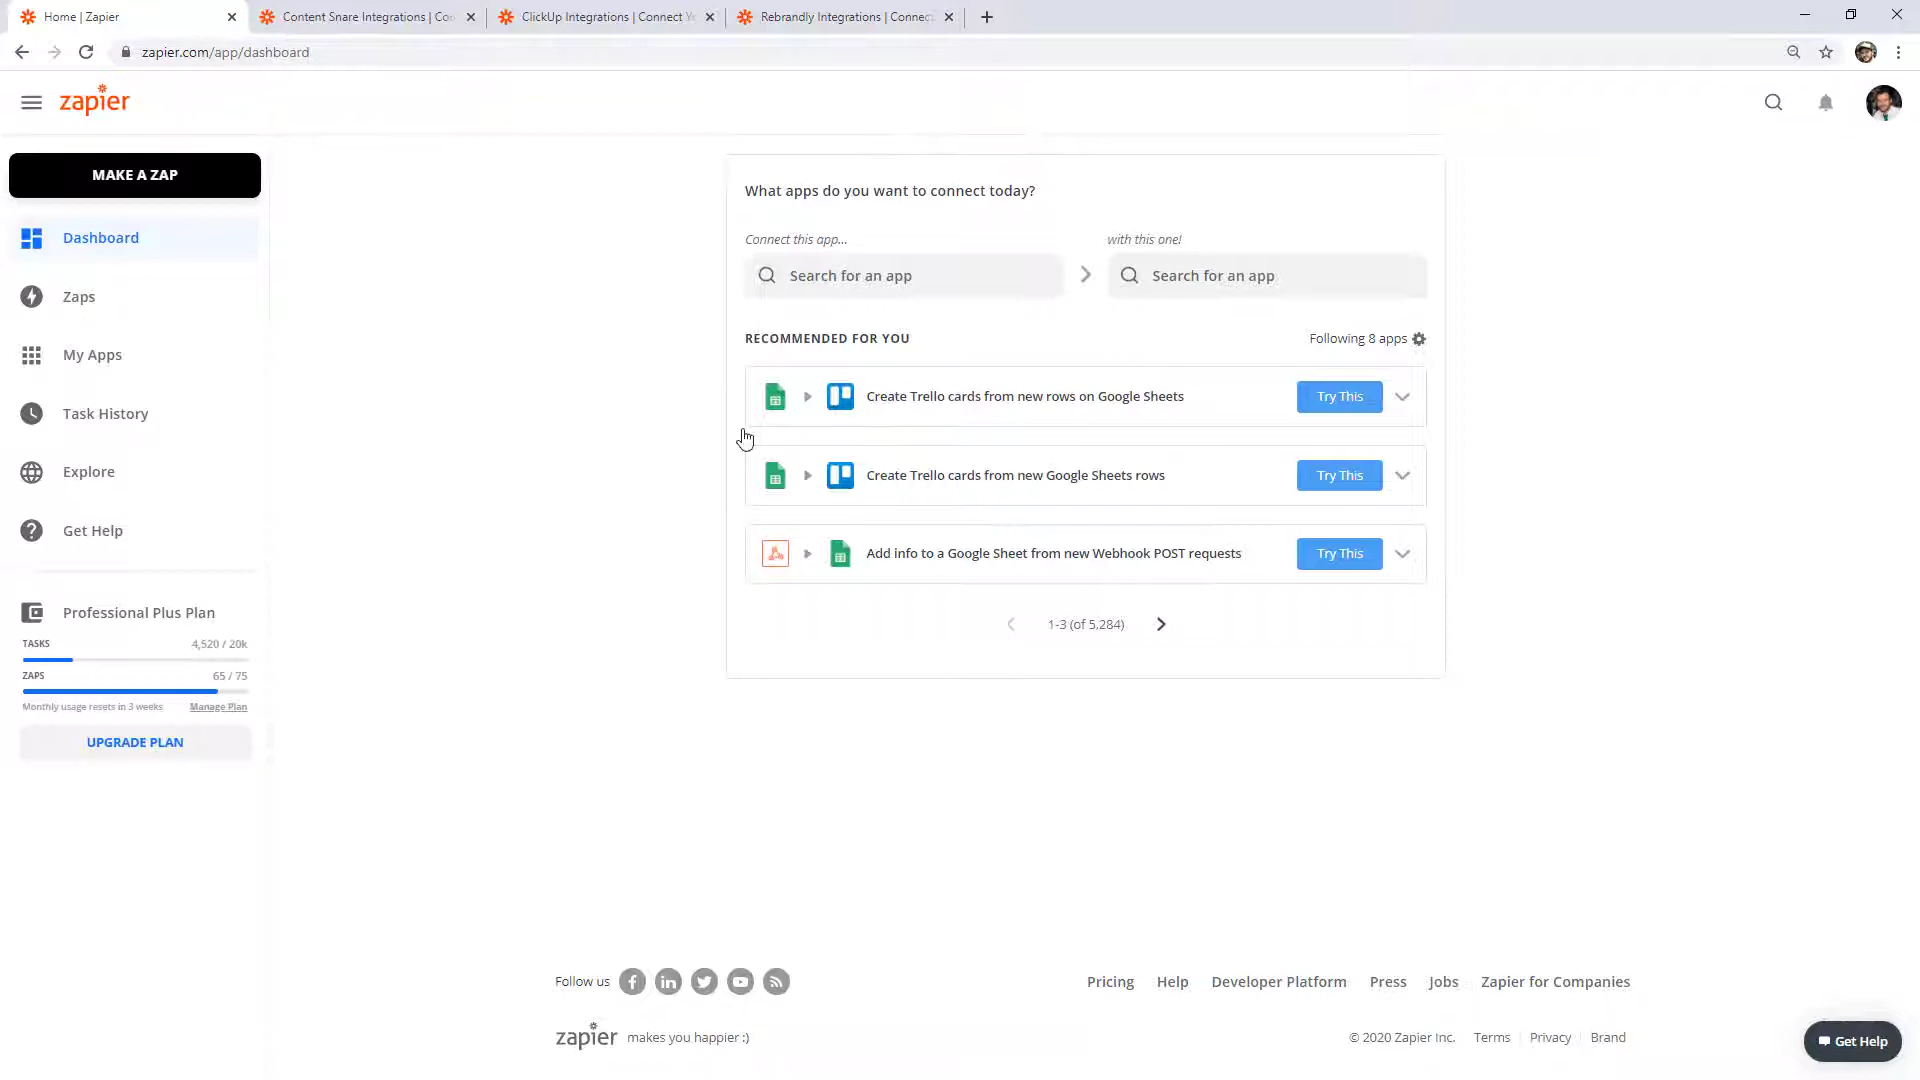 Home | Zapier
Content Snare Integrations | Co
ClickUp Integrations | Connect Y
Rebrandly Integrations | Connec
zapier.com/app/dashboard
zapier
MAKE A ZAP
Dashboard
Zaps
My Apps
Task History
Explore
Get Help
Professional Plus Plan
TASKS 4,520 / 20k
ZAPS 65 / 75
Monthly usage resets in 3 weeks Manage Plan
UPGRADE PLAN
What apps do you want to connect today?
Connect this app... with this one!
Search for an app Search for an app
RECOMMENDED FOR YOU Following 8 apps
Create Trello cards from new rows on Google Sheets Try This
Create Trello cards from new Google Sheets rows Try This
Add info to a Google Sheet from new Webhook POST requests Try This
1-3 (of 5,284)
Follow us Pricing Help Developer Platform Press Jobs Zapier for Companies
zapier makes you happier :) © 2020 Zapier Inc. Terms Privacy Brand
Get Help